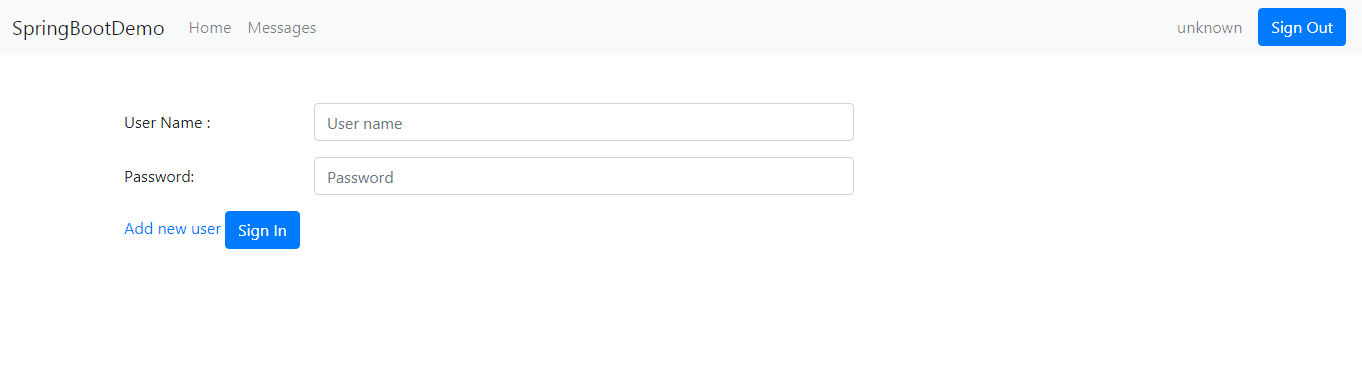 SpringBootDemo Home Messages unknown Sign Out
User Name : User name
Password: Password
Add new user Sign In